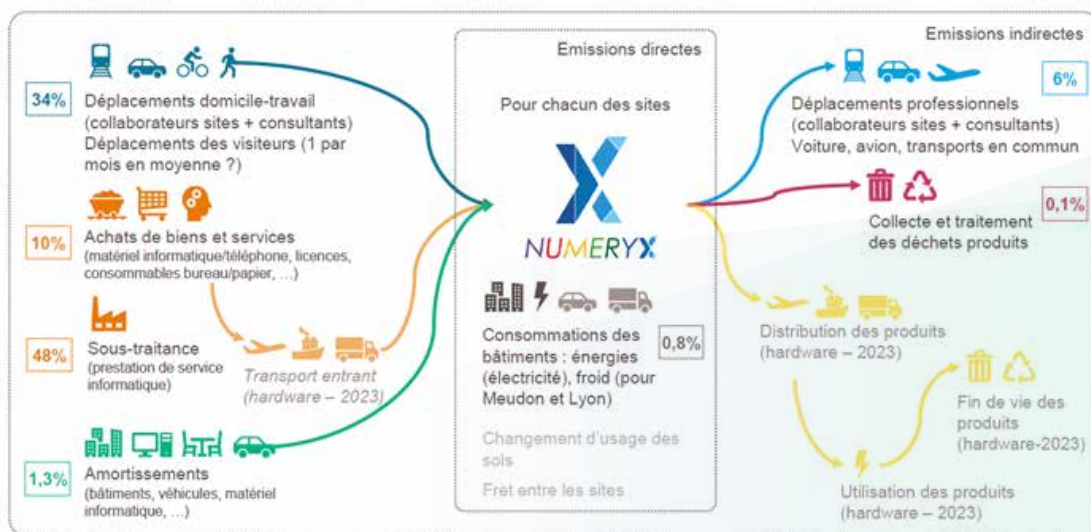 Emissions directes
Emissions indirectes
34%
Déplacements domicile-travail
(collaborateurs sites + consultants)
Déplacements des visiteurs (1 par
mois en moyenne ?)
10%
Achats de biens et services
(matériel informatique/téléphone, licences,
consommables bureau/papier, …)
48%
Sous-traitance
(prestation de service
informatique)
Transport entrant
(hardware – 2023)
1,3%
Amortissements
(bâtiments, véhicules, matériel
informatique, …)
Pour chacun des sites
NUMERYX
Consommations des
bâtiments : énergies
(électricité), froid (pour
Meudon et Lyon)
0,8%
Changement d'usage des
sols
Fret entre les sites
6%
Déplacements professionnels
(collaborateurs sites + consultants)
Voiture, avion, transports en commun
0,1%
Collecte et traitement
des déchets produits
Distribution des produits
(hardware – 2023)
Fin de vie des
produits
(hardware-2023)
Utilisation des produits
(hardware – 2023)